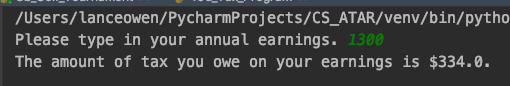 /Users/lanceowen/PycharmProjects/CS_ATAR/venv/bin/pytho
Please type in your annual earnings. 1300
The amount of tax you owe on your earnings is $334.0.